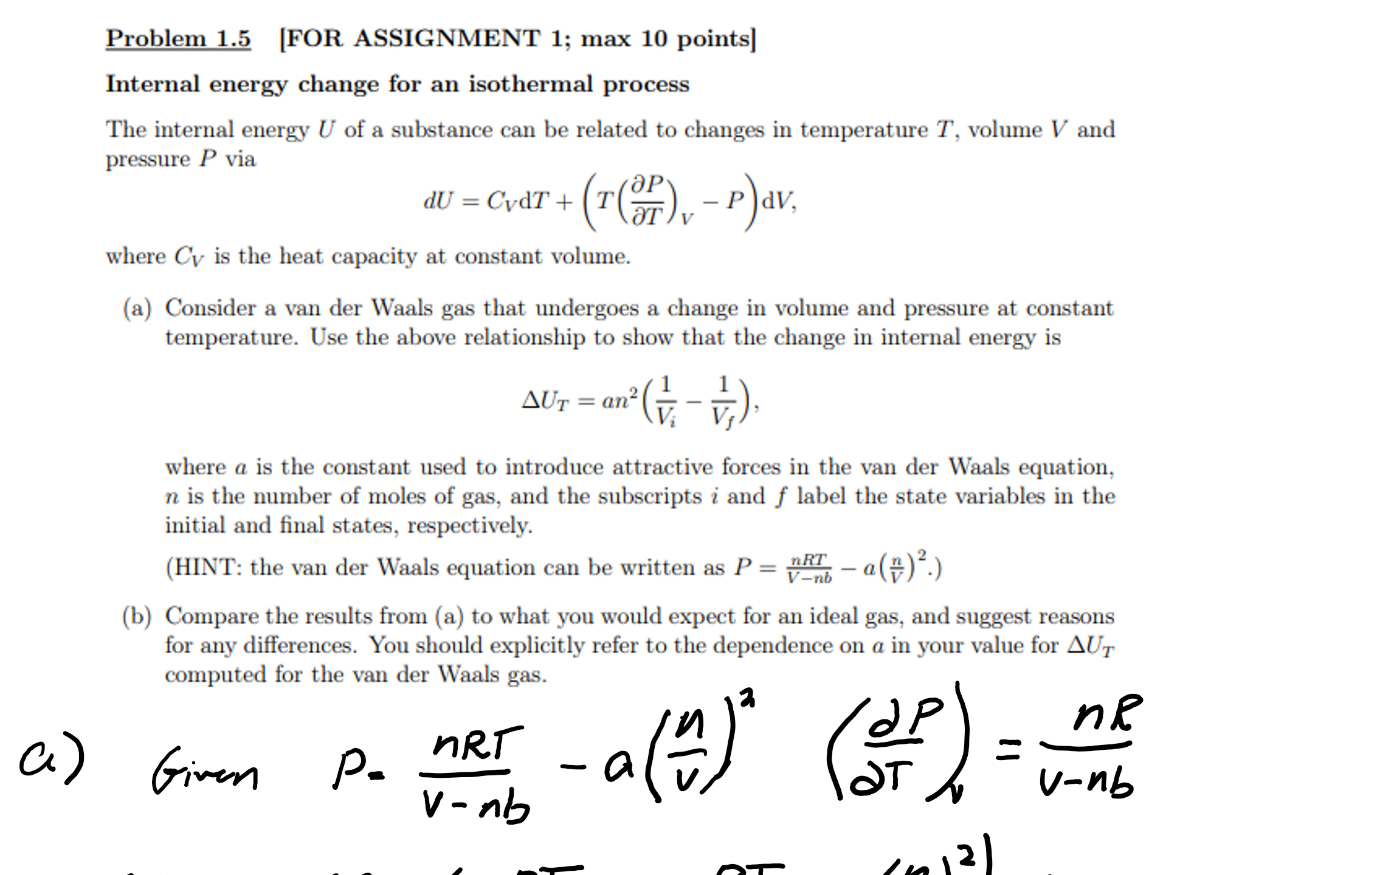 Problem 1.5 [FOR ASSIGNMENT 1; max 10 points]
Internal energy change for an isothermal process
The internal energy U of a substance can be related to changes in temperature T, volume V and
pressure P via
dU = C_V dT + (T(∂P/∂T)_V − P)dV,
where C_V is the heat capacity at constant volume.
(a) Consider a van der Waals gas that undergoes a change in volume and pressure at constant
temperature. Use the above relationship to show that the change in internal energy is
ΔU_T = an²(1/V_i − 1/V_f),
where a is the constant used to introduce attractive forces in the van der Waals equation,
n is the number of moles of gas, and the subscripts i and f label the state variables in the
initial and final states, respectively.
(HINT: the van der Waals equation can be written as P = nRT/(V−nb) − a(n/V)².)
(b) Compare the results from (a) to what you would expect for an ideal gas, and suggest reasons
for any differences. You should explicitly refer to the dependence on a in your value for ΔU_T
computed for the van der Waals gas.
a) Given P = nRT/(V−nb) − a(n/V)² (∂P/∂T)_V = nR/(V−nb)